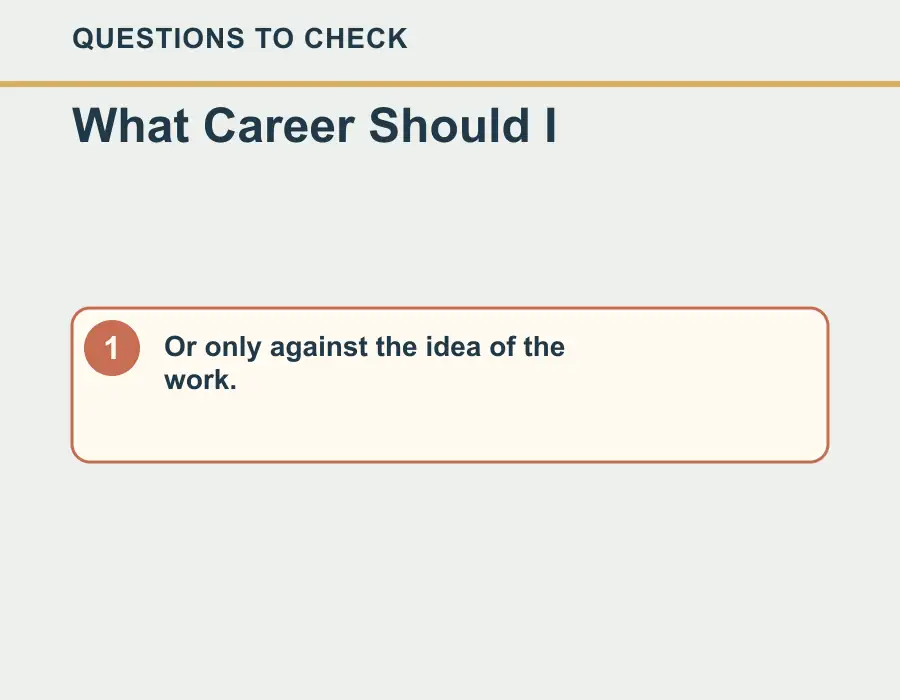 QUESTIONS TO CHECK
What Career Should I
1
Or only against the idea of the
work.